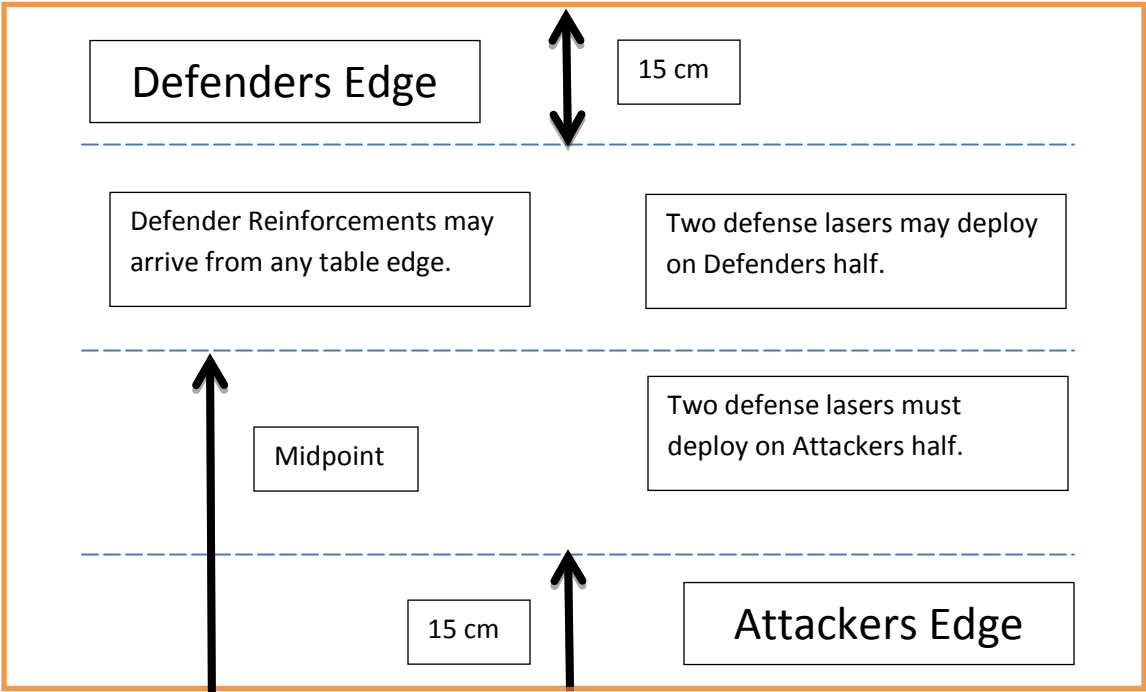 Defenders Edge
15 cm
Defender Reinforcements may
arrive from any table edge.
Two defense lasers may deploy
on Defenders half.
Midpoint
Two defense lasers must
deploy on Attackers half.
15 cm
Attackers Edge